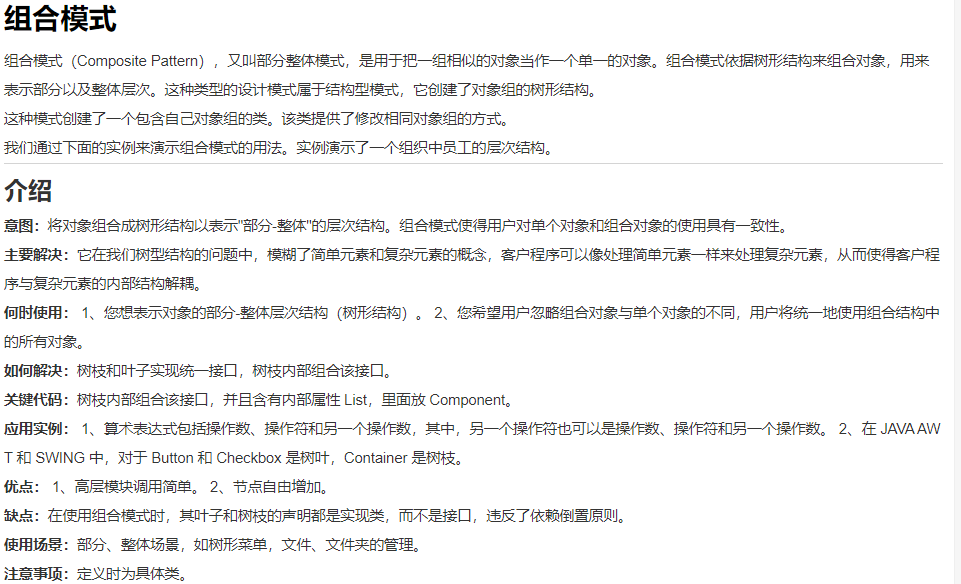 组合模式
组合模式（Composite Pattern），又叫部分整体模式，是用于把一组相似的对象当作一个单一的对象。组合模式依据树形结构来组合对象，用来
表示部分以及整体层次。这种类型的设计模式属于结构型模式，它创建了对象组的树形结构。
这种模式创建了一个包含自己对象组的类。该类提供了修改相同对象组的方式。
我们通过下面的实例来演示组合模式的用法。实例演示了一个组织中员工的层次结构。
介绍
意图：将对象组合成树形结构以表示"部分-整体"的层次结构。组合模式使得用户对单个对象和组合对象的使用具有一致性。
主要解决：它在我们树型结构的问题中，模糊了简单元素和复杂元素的概念，客户程序可以像处理简单元素一样来处理复杂元素，从而使得客户程
序与复杂元素的内部结构解耦。
何时使用： 1、您想表示对象的部分-整体层次结构（树形结构）。 2、您希望用户忽略组合对象与单个对象的不同，用户将统一地使用组合结构中
的所有对象。
如何解决：树枝和叶子实现统一接口，树枝内部组合该接口。
关键代码：树枝内部组合该接口，并且含有内部属性 List，里面放 Component。
应用实例： 1、算术表达式包括操作数、操作符和另一个操作数，其中，另一个操作符也可以是操作数、操作符和另一个操作数。 2、在 JAVA AW
T 和 SWING 中，对于 Button 和 Checkbox 是树叶，Container 是树枝。
优点： 1、高层模块调用简单。 2、节点自由增加。
缺点：在使用组合模式时，其叶子和树枝的声明都是实现类，而不是接口，违反了依赖倒置原则。
使用场景：部分、整体场景，如树形菜单，文件、文件夹的管理。
注意事项：定义时为具体类。